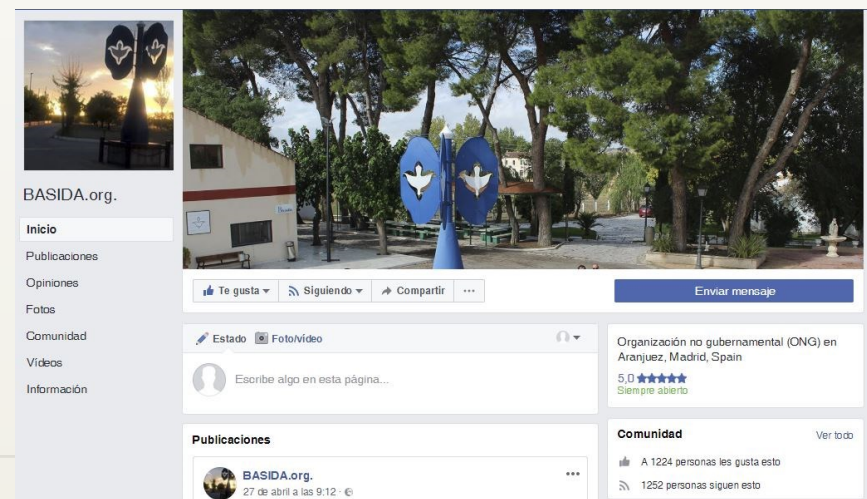 BASIDA.org.
Inicio
Publicaciones
Opiniones
Fotos
Comunidad
Vídeos
Información
Te gusta
Siguiendo
Compartir
Enviar mensaje
Estado Foto/vídeo
Escribe algo en esta página...
Publicaciones
BASIDA.org.
27 de abril a las 9:12 ·
Organización no gubernamental (ONG) en
Aranjuez, Madrid, Spain
5,0 ★★★★★
Siempre abierto
Comunidad Ver todo
A 1224 personas les gusta esto
1252 personas siguen esto